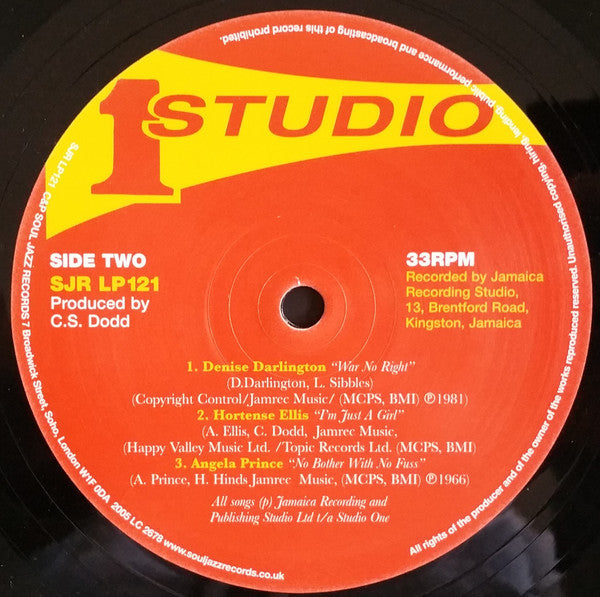 1 STUDIO
SIDE TWO
SJR LP121
Produced by
C.S. Dodd
33RPM
Recorded by Jamaica
Recording Studio,
13, Brentford Road,
Kingston, Jamaica
1. Denise Darlington "War No Right"
(D.Darlington, L. Sibbles)
(Copyright Control/Jamrec Music/ (MCPS, BMI) ℗1981)
2. Hortense Ellis "I'm Just A Girl"
(A. Ellis, C. Dodd, Jamrec Music,
(Happy Valley Music Ltd. /Topic Records Ltd. (MCPS, BMI)
3. Angela Prince "No Bother With No Fuss"
(A. Prince, H. Hinds,Jamrec Music, (MCPS, BMI) ℗1966)
All songs (p) Jamaica Recording and
Publishing Studio Ltd t/a Studio One
SJR LP121 C&P SOUL JAZZ RECORDS 7 Broadwick Street, Soho, London W1F 0DA 2005 LC 2678 www.souljazzrecords.co.uk
All rights of the producer and of the owner of the works reproduced reserved. Unauthorised copying, hiring, lending, public performance and broadcasting of this record prohibited.